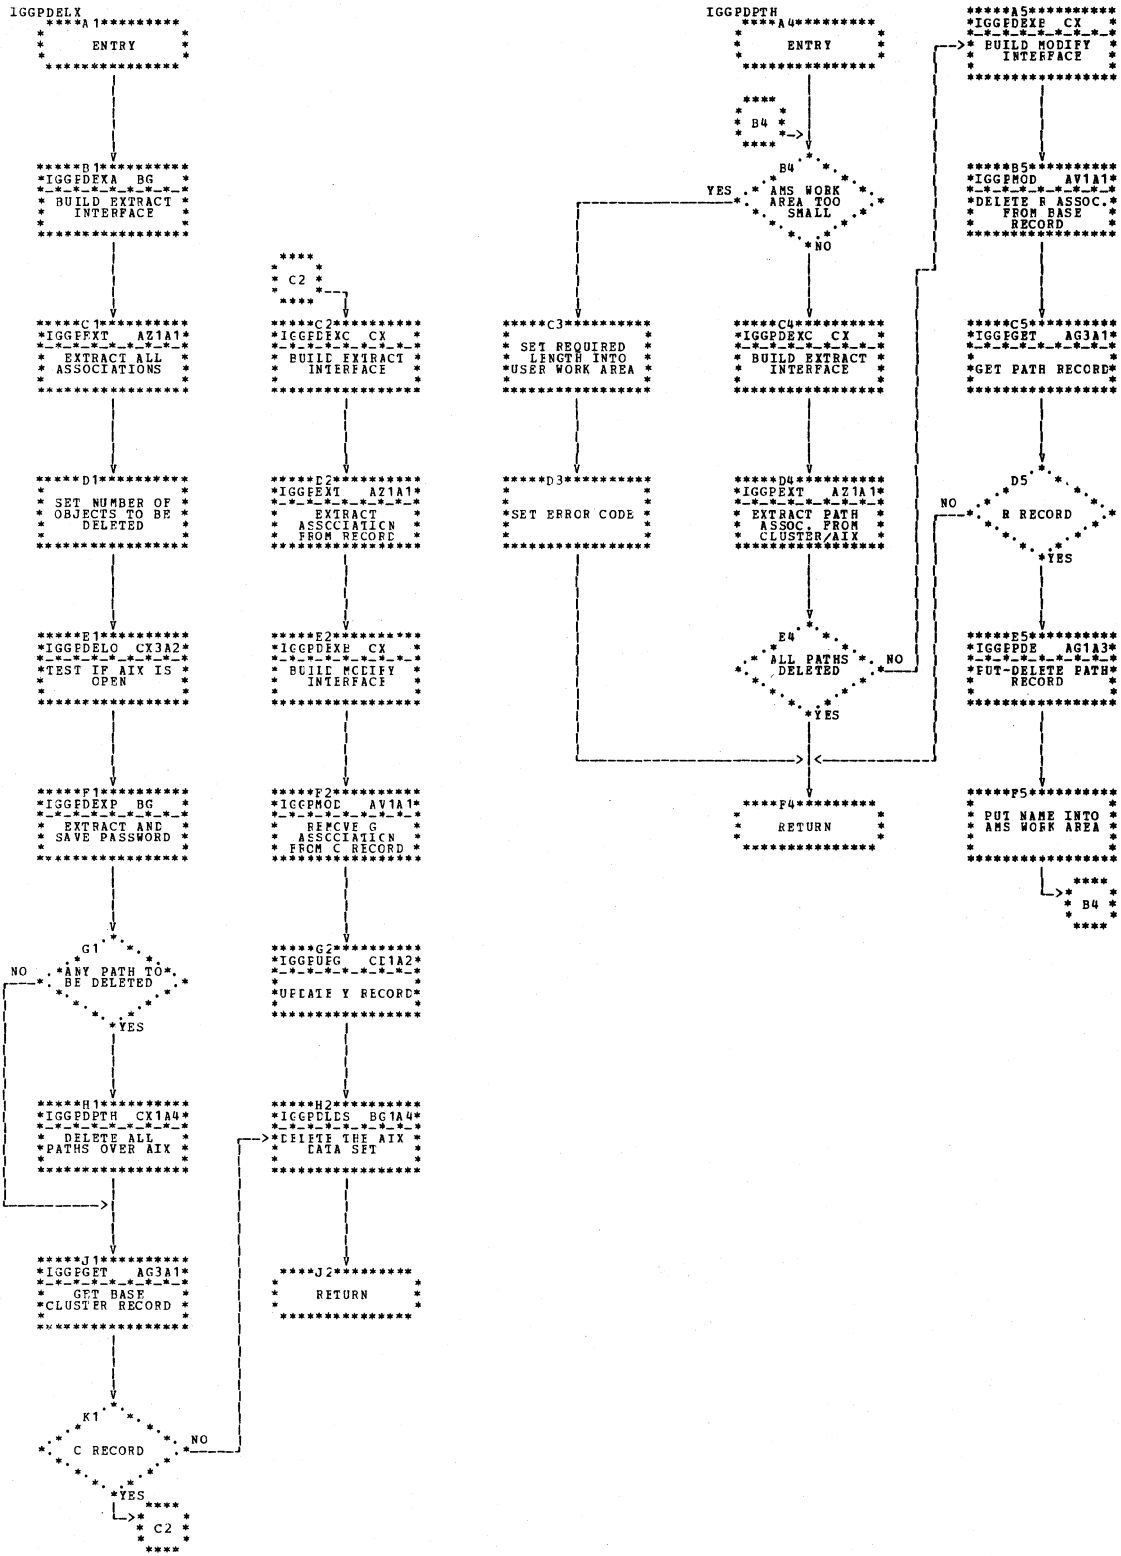 IGGPDELX
A1
ENTRY
B1
IGGPDEXA BG
BUILD EXTRACT
INTERFACE
C1
IGGPEXT AZ1A1
EXTRACT ALL
ASSOCIATIONS
D1
SET NUMBER OF
OBJECTS TO BE
DELETED
E1
IGGPDELO CX3A2
TEST IF AIX IS
OPEN
F1
IGGPDEXP BG
EXTRACT AND
SAVE PASSWORD
G1
ANY PATH TO
BE DELETED
NO
YES
H1
IGGPDPTH CX1A4
DELETE ALL
PATHS OVER AIX
J1
IGGPGET AG3A1
GET BASE
CLUSTER RECORD
K1
C RECORD
NO
YES
C2
C2
C2
IGGPDEXC CX
BUILD EXTRACT
INTERFACE
D2
IGGPEXT AZ1A1
EXTRACT
ASSOCIATION
FROM RECORD
E2
IGGPDEXE CX
BUILD MODIFY
INTERFACE
F2
IGGPMOD AV1A1
REMOVE G
ASSOCIATION
FROM C RECORD
G2
IGGPUPG CD1A2
UPDATE Y RECORD
H2
IGGPDLDS BG1A4
DELETE THE AIX
DATA SET
J2
RETURN
C3
SET REQUIRED
LENGTH INTO
USER WORK AREA
D3
SET ERROR CODE
IGGPDPTH
A4
ENTRY
B4
B4
AMS WORK
AREA TOO
SMALL
YES
NO
C4
IGGPDEXC CX
BUILD EXTRACT
INTERFACE
D4
IGGPEXT AZ1A1
EXTRACT PATH
ASSOC. FROM
CLUSTER/AIX
E4
ALL PATHS
DELETED
NO
YES
F4
RETURN
A5
IGGPDEXE CX
BUILD MODIFY
INTERFACE
B5
IGGPMOD AV1A1
DELETE R ASSOC.
FROM BASE
RECORD
C5
IGGPGET AG3A1
GET PATH RECORD
D5
R RECORD
NO
YES
E5
IGGPPDE AG1A3
PUT-DELETE PATH
RECORD
F5
PUT NAME INTO
AMS WORK AREA
B4